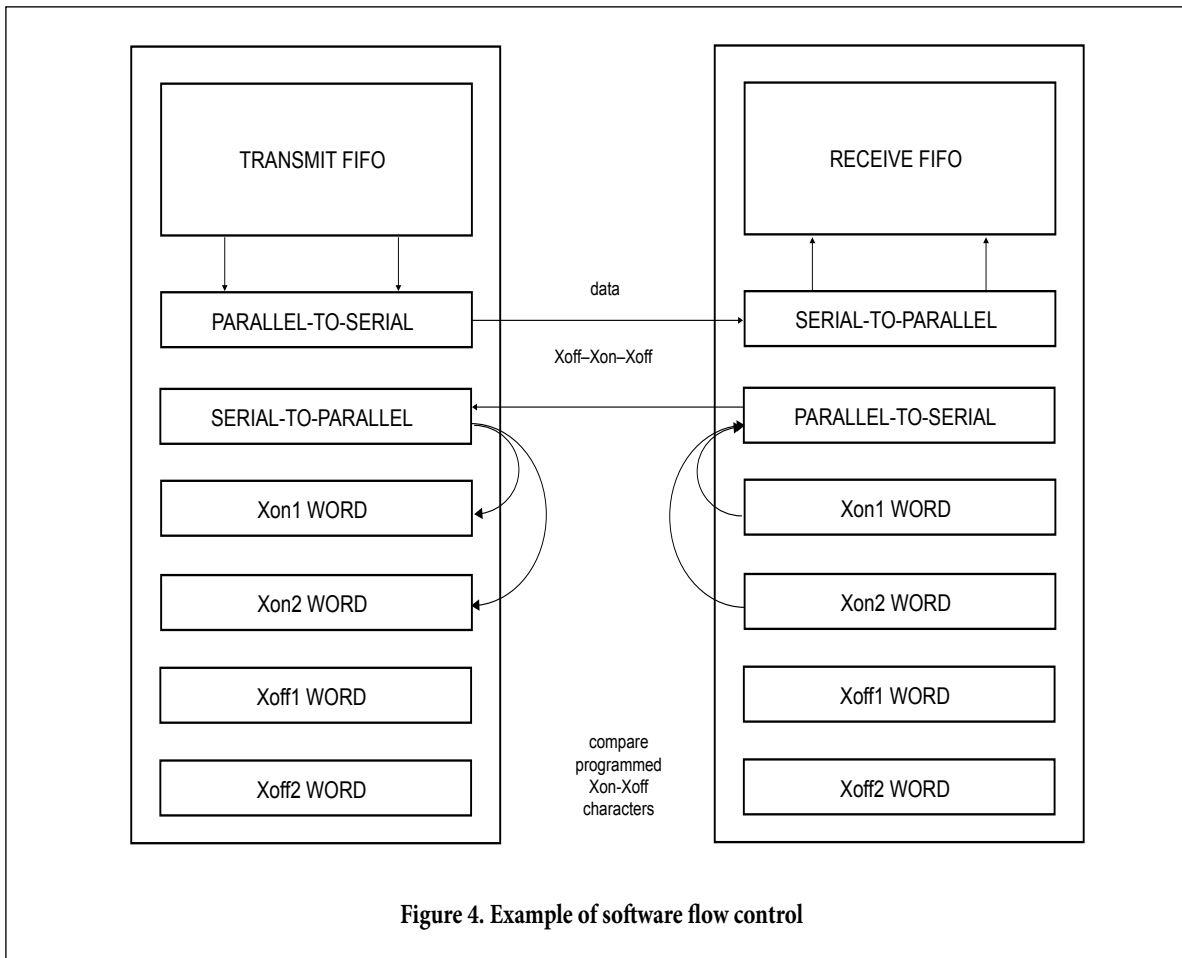 TRANSMIT FIFO
RECEIVE FIFO
data
PARALLEL-TO-SERIAL
SERIAL-TO-PARALLEL
Xoff–Xon–Xoff
SERIAL-TO-PARALLEL
PARALLEL-TO-SERIAL
Xon1 WORD
Xon1 WORD
Xon2 WORD
Xon2 WORD
Xoff1 WORD
Xoff1 WORD
compare
programmed
Xon-Xoff
characters
Xoff2 WORD
Xoff2 WORD
Figure 4. Example of software flow control